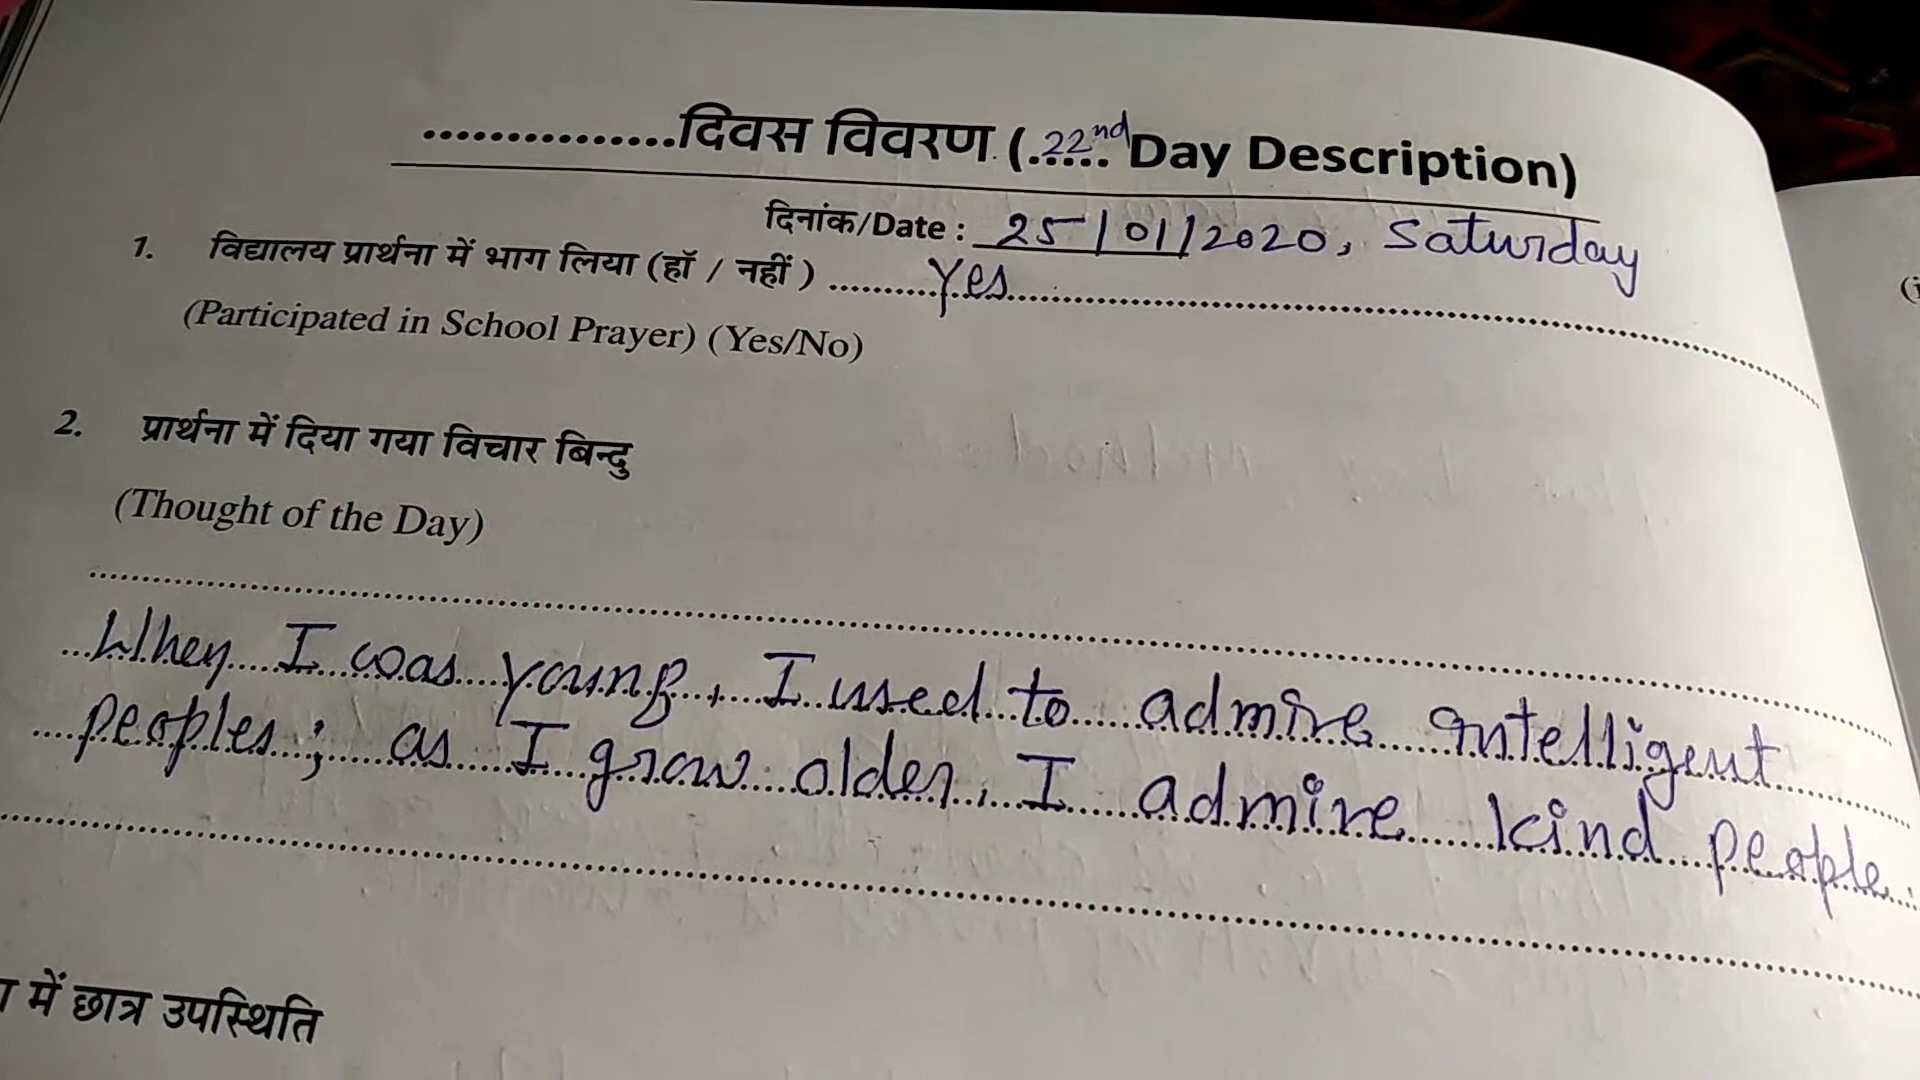 ...............दिवस विवरण (.22nd Day Description)
दिनांक/Date : 25/01/2020, Saturday
1. विद्यालय प्रार्थना में भाग लिया (हॉ / नहीं ) ..........Yes..........
(Participated in School Prayer) (Yes/No)
2. प्रार्थना में दिया गया विचार बिन्दु
(Thought of the Day)
When I was young, I used to admire intelligent
peoples; as I grow older, I admire kind people.
में छात्र उपस्थिति